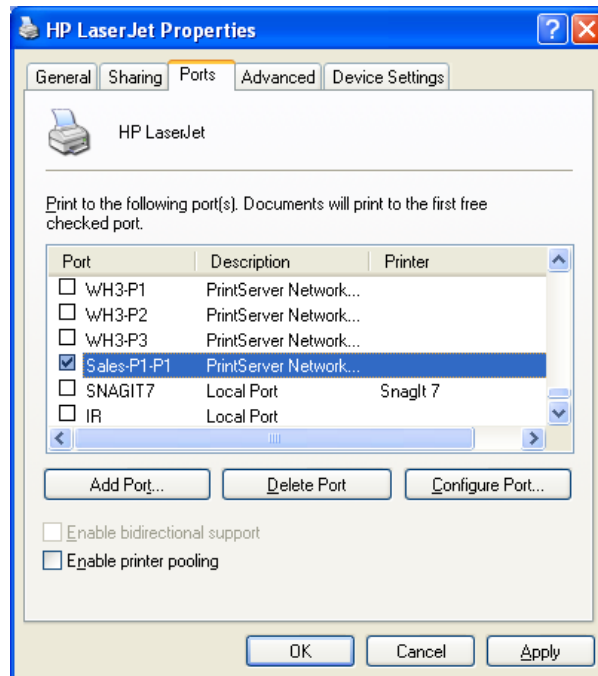 HP LaserJet Properties
General Sharing Ports Advanced Device Settings
HP LaserJet
Print to the following port(s). Documents will print to the first free
checked port.
Port Description Printer
WH3-P1 PrintServer Network...
WH3-P2 PrintServer Network...
WH3-P3 PrintServer Network...
Sales-P1-P1 PrintServer Network...
SNAGIT7 Local Port SnagIt 7
IR Local Port
Add Port... Delete Port Configure Port...
Enable bidirectional support
Enable printer pooling
OK Cancel Apply